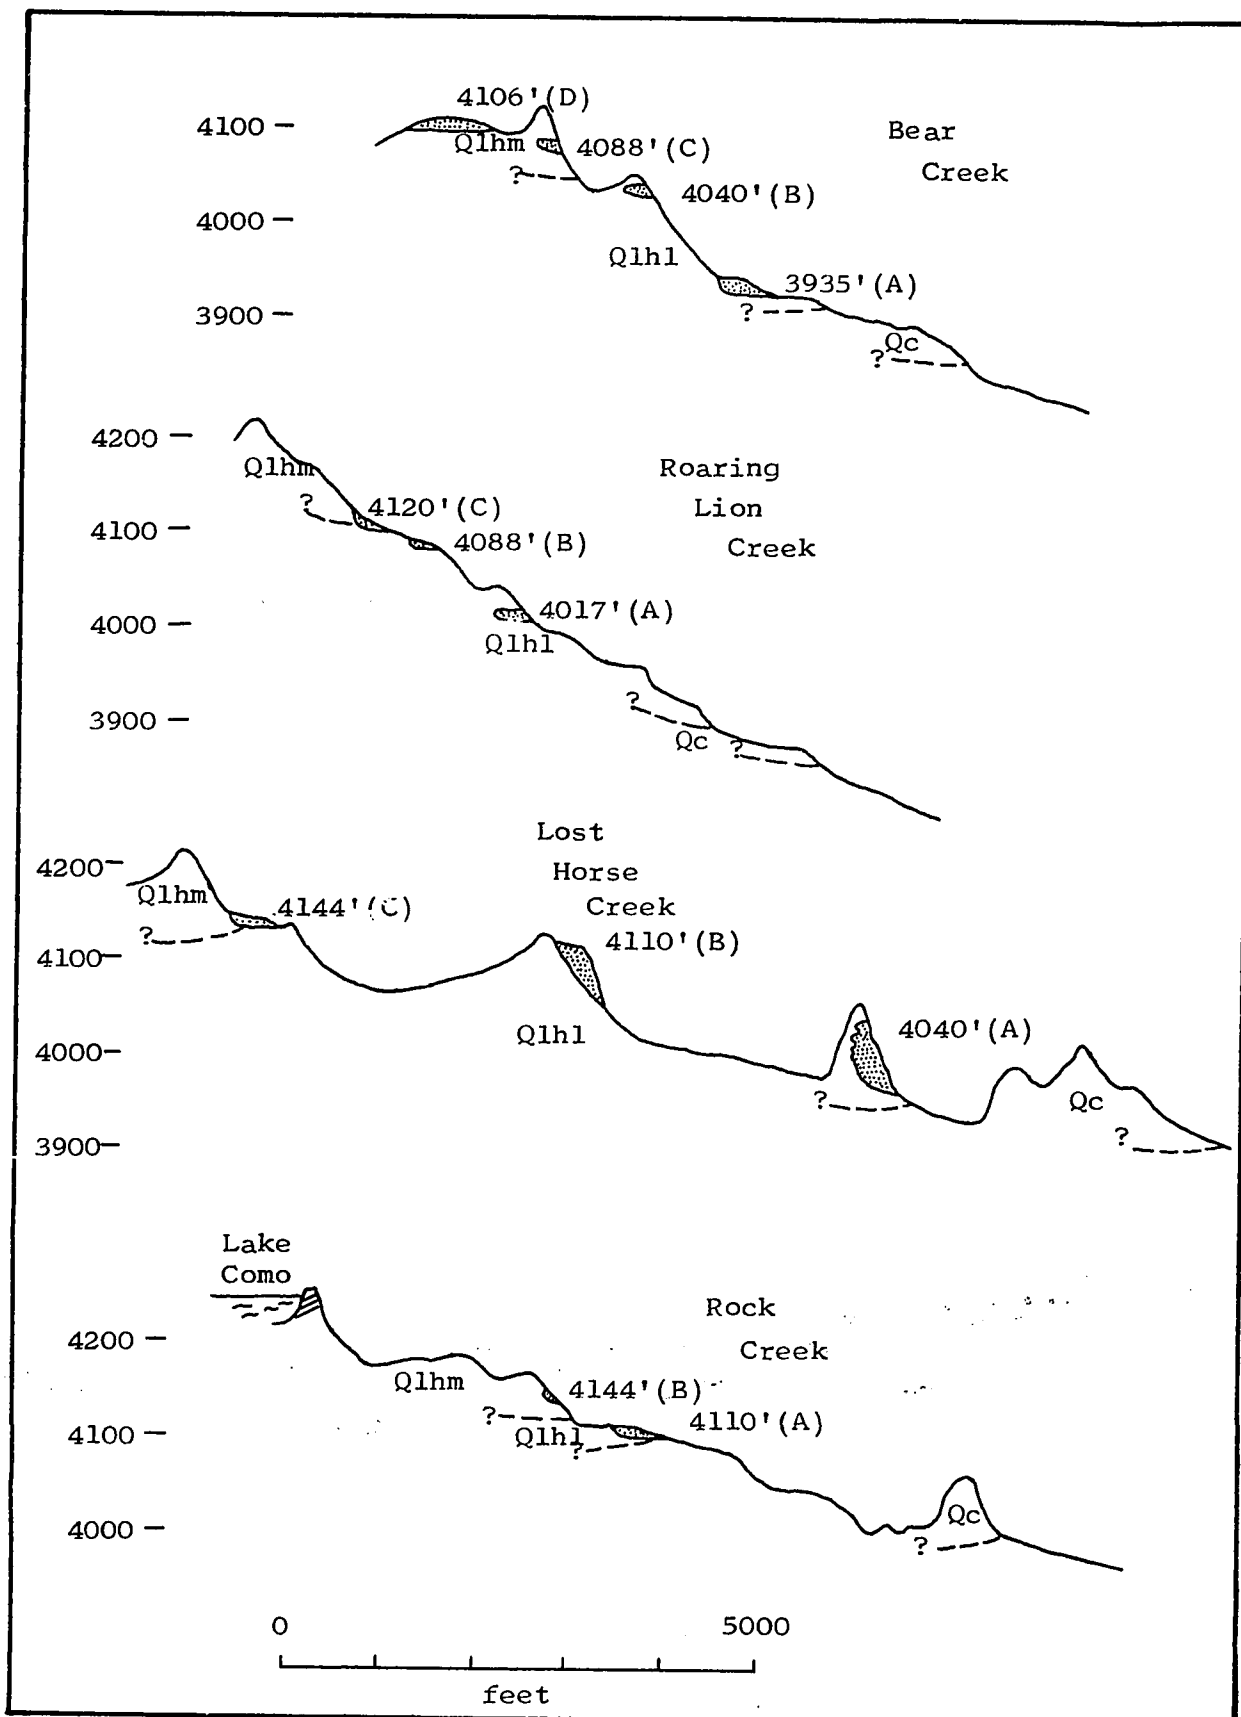 4106'(D)
4100
Bear
Qlhm
4088'(C)
Creek
?
4040'(B)
4000
Qlhl
3935'(A)
3900
?
Qc
?
4200
Qlhm
Roaring
?
4120'(C)
Lion
4100
4088'(B)
Creek
4017'(A)
4000
Qlhl
?
3900
Qc
?
Lost
4200
Horse
Qlhm
4144'(C)
Creek
?
4110'(B)
4100
Qlhl
4040'(A)
4000
?
Qc
?
3900
Lake
Como
Rock
4200
Creek
Qlhm
4144'(B)
?
4110'(A)
4100
Qlhl
?
Qc
4000
?
0 5000
feet